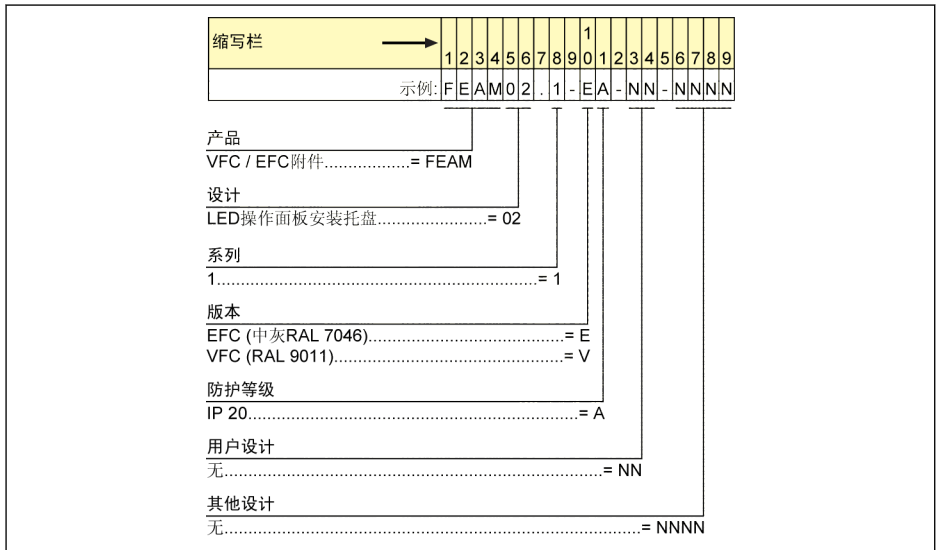 缩写栏 1 2 3 4 5 6 7 8 9 10 1 2 3 4 5 6 7 8 9
示例: F E A M 0 2 . 1 - E A - N N - N N N N
产品
VFC / EFC附件..................= FEAM
设计
LED操作面板安装托盘.......................= 02
系列
1....................................................................= 1
版本
EFC (中灰RAL 7046).........................................= E
VFC (RAL 9011)................................................= V
防护等级
IP 20.....................................................................= A
用户设计
无...............................................................................= NN
其他设计
无.......................................................................................= NNNN